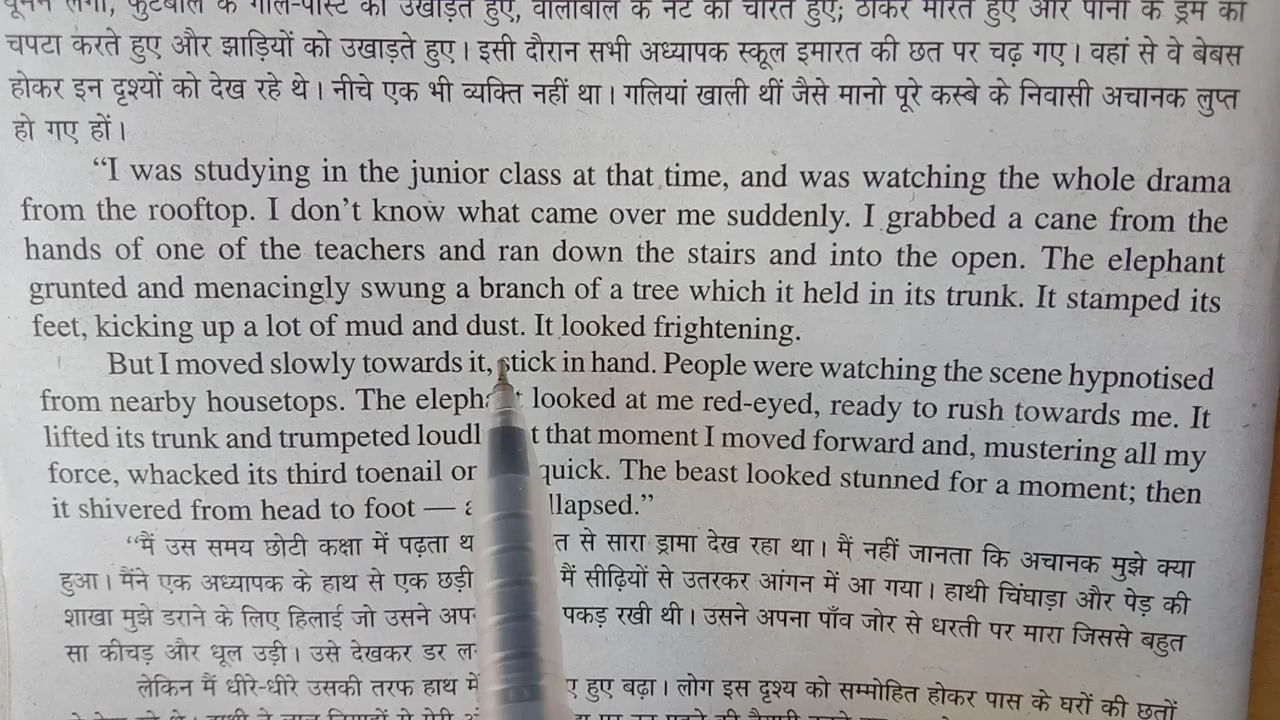 घूमने लगा, फुटबाल के गोल-पोस्ट को उखाड़ते हुए, वालीबाल के नेट को चीरते हुए; ठोकर मारते हुए और पानी के ड्रम को
चपटा करते हुए और झाड़ियों को उखाड़ते हुए। इसी दौरान सभी अध्यापक स्कूल इमारत की छत पर चढ़ गए। वहां से वे बेबस
होकर इन दृश्यों को देख रहे थे। नीचे एक भी व्यक्ति नहीं था। गलियां खाली थीं जैसे मानो पूरे कस्बे के निवासी अचानक लुप्त
हो गए हों।
“I was studying in the junior class at that time, and was watching the whole drama
from the rooftop. I don’t know what came over me suddenly. I grabbed a cane from the
hands of one of the teachers and ran down the stairs and into the open. The elephant
grunted and menacingly swung a branch of a tree which it held in its trunk. It stamped its
feet, kicking up a lot of mud and dust. It looked frightening.
But I moved slowly towards it, stick in hand. People were watching the scene hypnotised
from nearby housetops. The elephant looked at me red-eyed, ready to rush towards me. It
lifted its trunk and trumpeted that moment I moved forward and, mustering all my
force, whacked its third toenail quick. The beast looked stunned for a moment; then
it shivered from head to foot —
“मैं उस समय छोटी कक्षा में पढ़ता से सारा ड्रामा देख रहा था। मैं नहीं जानता कि अचानक मुझे क्या
हुआ। मैंने एक अध्यापक के हाथ से एक छड़ी मैं सीढ़ियों से उतरकर आंगन में आ गया। हाथी चिंघाड़ा और पेड़ की
शाखा मुझे डराने के लिए हिलाई जो उसने पकड़ रखी थी। उसने अपना पाँव जोर से धरती पर मारा जिससे बहुत
सा कीचड़ और धूल उड़ी। उसे देखकर डर
लेकिन मैं धीरे-धीरे उसकी तरफ हाथ में हुए बढ़ा। लोग इस दृश्य को सम्मोहित होकर पास के घरों की छतों